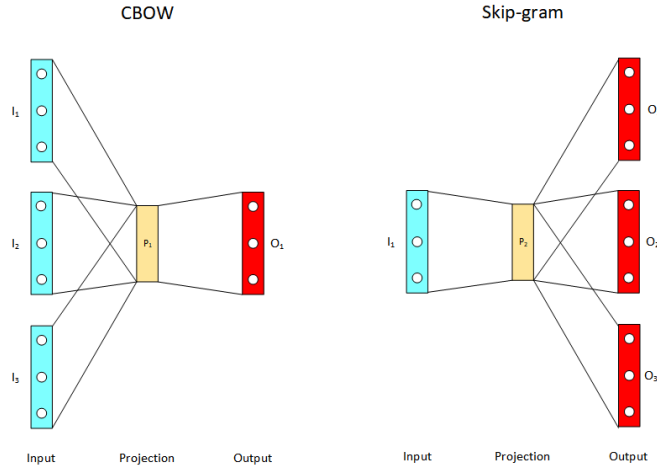 CBOW
Skip-gram
I₁
I₂
I₃
P₁
O₁
I₁
P₂
O
O₂
O₃
Input
Projection
Output
Input
Projection
Output